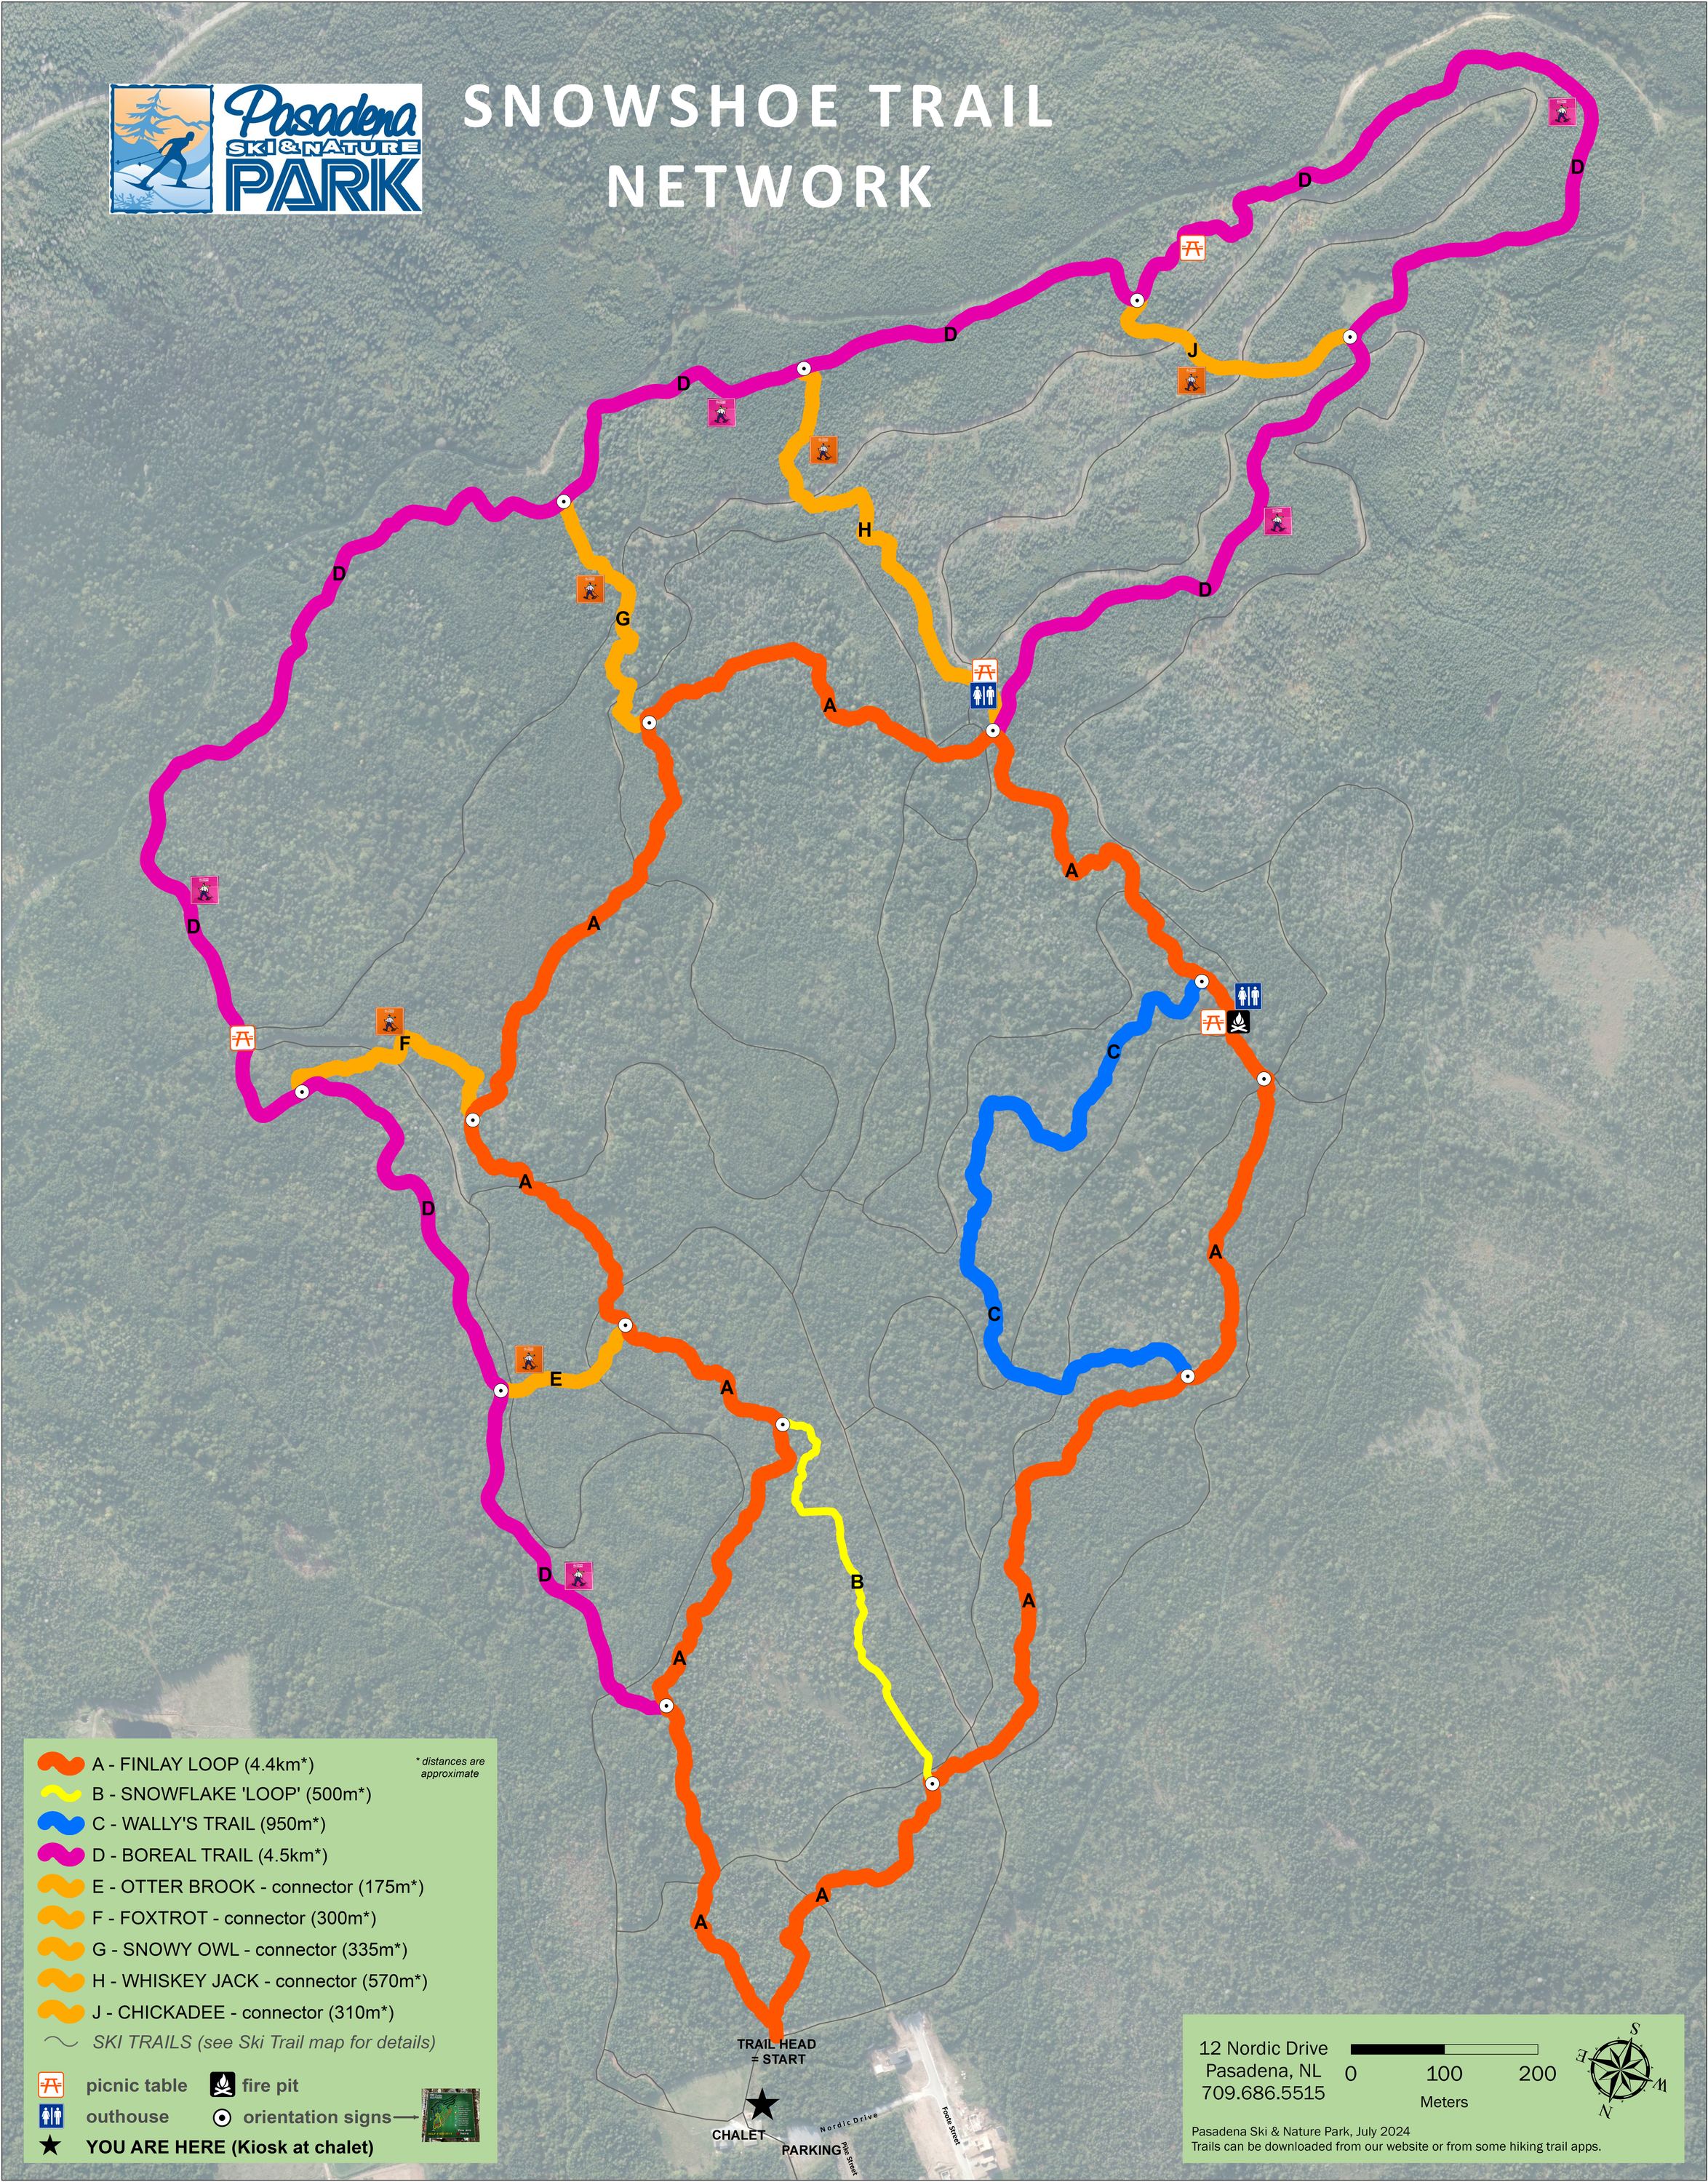 Pasadena
SKI & NATURE
PARK
SNOWSHOE TRAIL
NETWORK
D
D
D
J
D
D
H
D
D
G
A
A
D
A
F
C
A
D
A
C
E
A
D
B
A
A
A
A
TRAIL HEAD
= START
CHALET
PARKING
Nordic Drive
Pike Street
Foote Street
A - FINLAY LOOP (4.4km*)
* distances are
approximate
B - SNOWFLAKE 'LOOP' (500m*)
C - WALLY'S TRAIL (950m*)
D - BOREAL TRAIL (4.5km*)
E - OTTER BROOK - connector (175m*)
F - FOXTROT - connector (300m*)
G - SNOWY OWL - connector (335m*)
H - WHISKEY JACK - connector (570m*)
J - CHICKADEE - connector (310m*)
SKI TRAILS (see Ski Trail map for details)
picnic table
fire pit
outhouse
orientation signs
YOU ARE HERE (Kiosk at chalet)
12 Nordic Drive
Pasadena, NL
709.686.5515
0 100 200
Meters
S
E
W
N
Pasadena Ski & Nature Park, July 2024
Trails can be downloaded from our website or from some hiking trail apps.